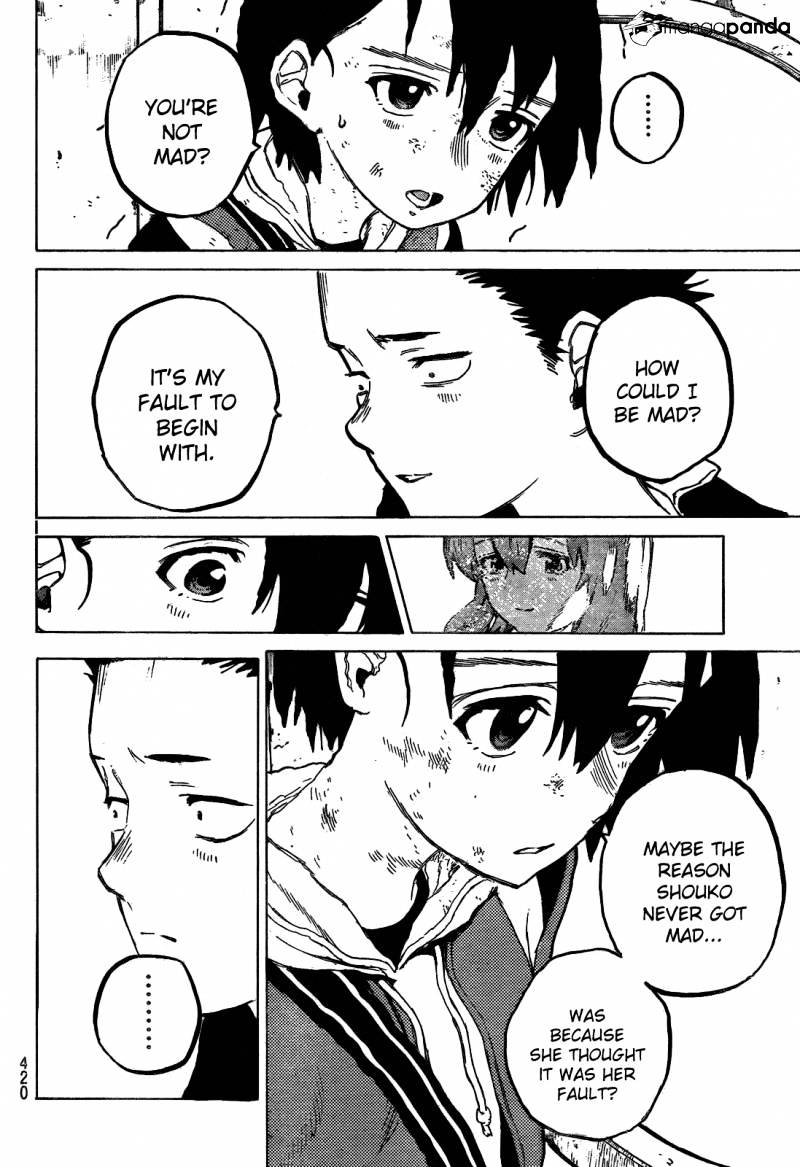 mangapanda
.....
YOU'RE
NOT
MAD?
HOW
COULD I
BE MAD?
IT'S MY
FAULT TO
BEGIN
WITH.
MAYBE THE
REASON
SHOUKO
NEVER GOT
MAD...
WAS
BECAUSE
SHE THOUGHT
IT WAS HER
FAULT?
........
420